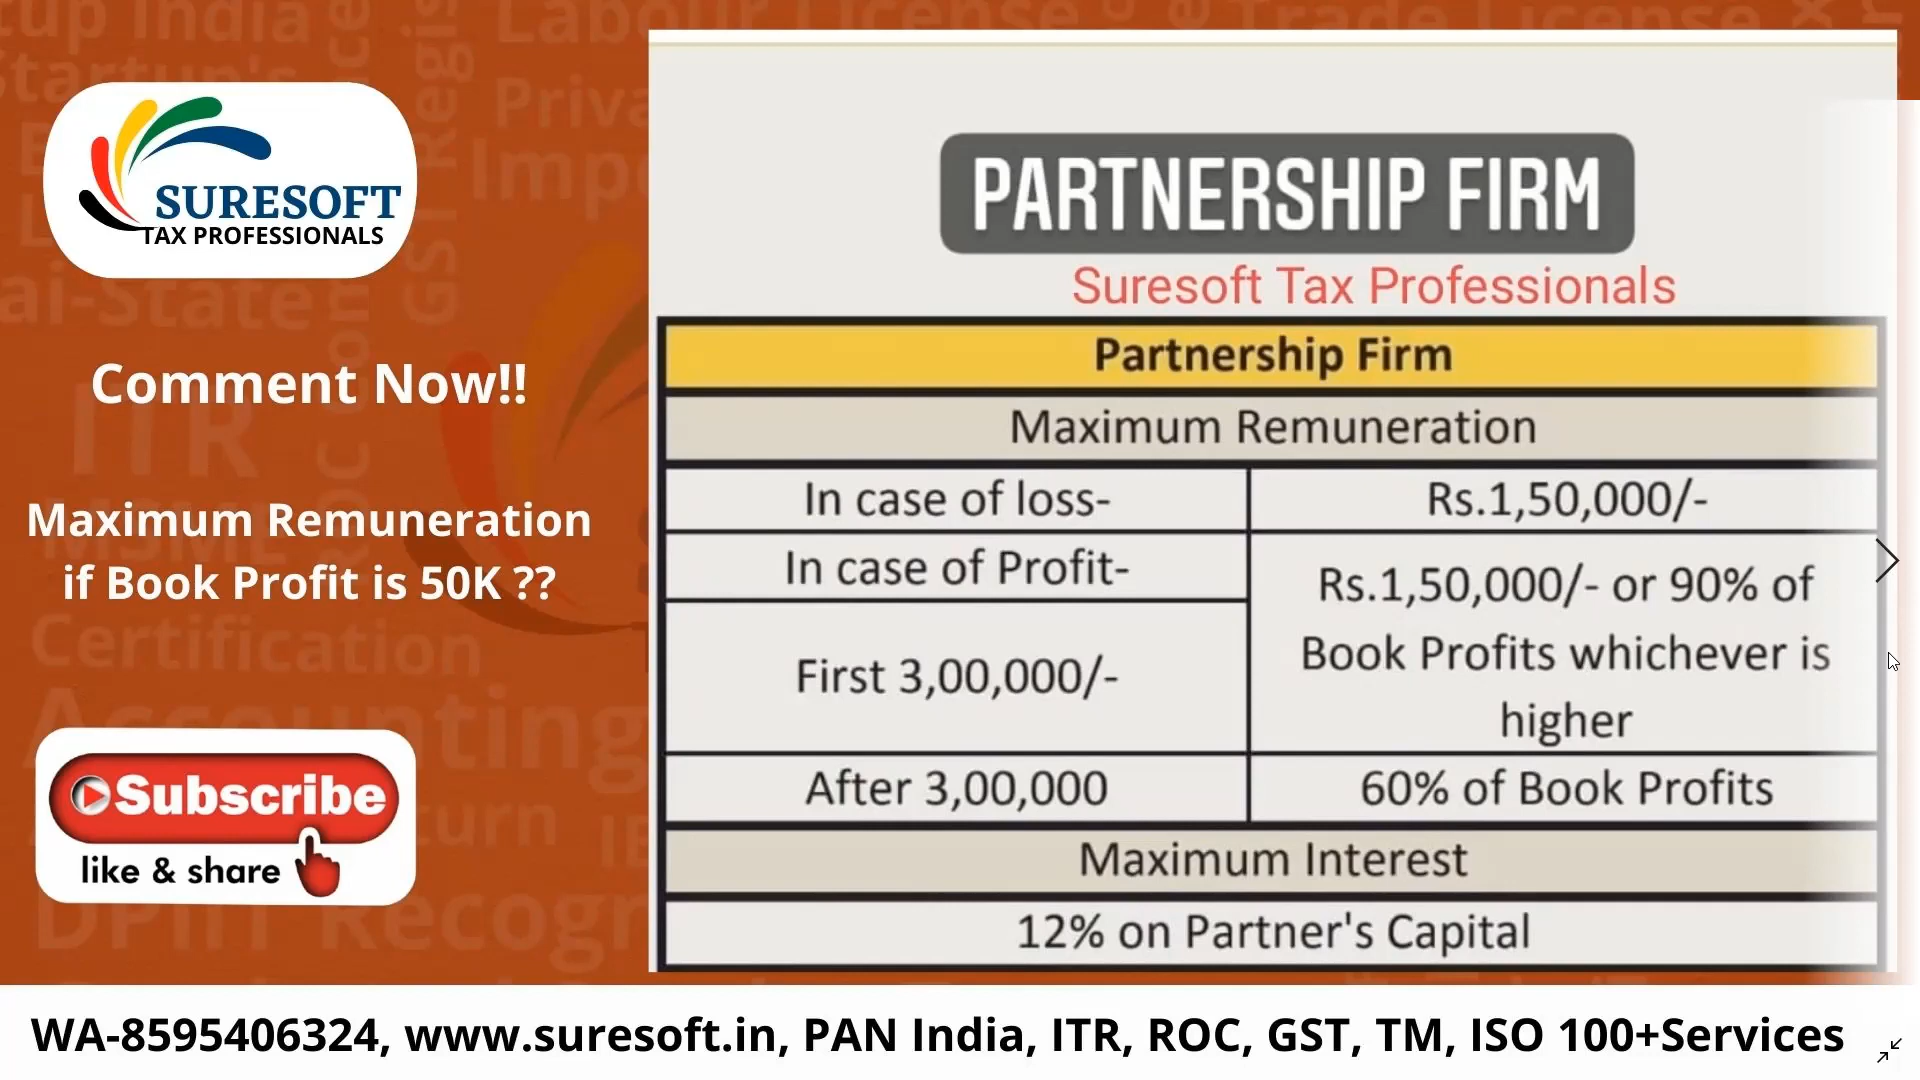 SURESOFT
TAX PROFESSIONALS
Comment Now!!
Maximum Remuneration
if Book Profit is 50K ??
Subscribe
like & share
PARTNERSHIP FIRM
Suresoft Tax Professionals
Partnership Firm
Maximum Remuneration
In case of loss-
Rs.1,50,000/-
In case of Profit-
First 3,00,000/-
Rs.1,50,000/- or 90% of
Book Profits whichever is
higher
After 3,00,000
60% of Book Profits
Maximum Interest
12% on Partner's Capital
WA-8595406324, www.suresoft.in, PAN India, ITR, ROC, GST, TM, ISO 100+Services